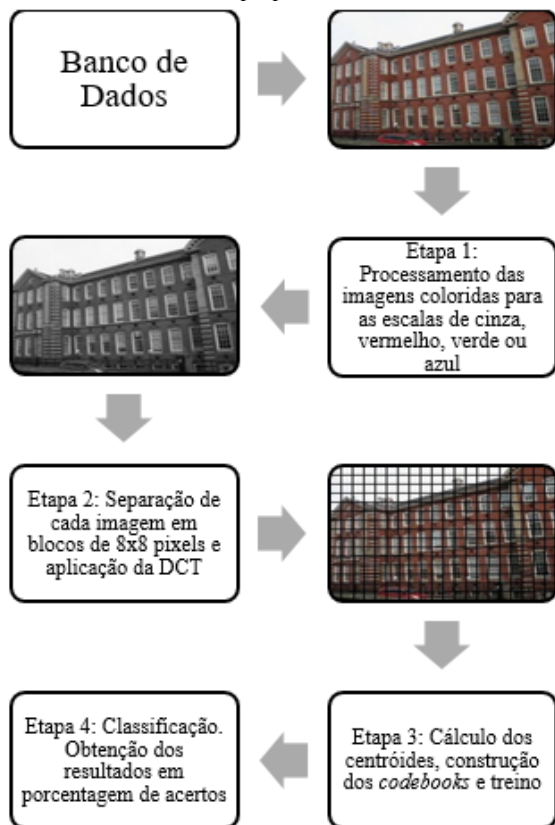 Banco de
Dados
Etapa 1:
Processamento das
imagens coloridas para
as escalas de cinza,
vermelho, verde ou
azul
Etapa 2: Separação de
cada imagem em
blocos de 8x8 pixels e
aplicação da DCT
Etapa 3: Cálculo dos
centróides, construção
dos codebooks e treino
Etapa 4: Classificação.
Obtenção dos
resultados em
porcentagem de acertos